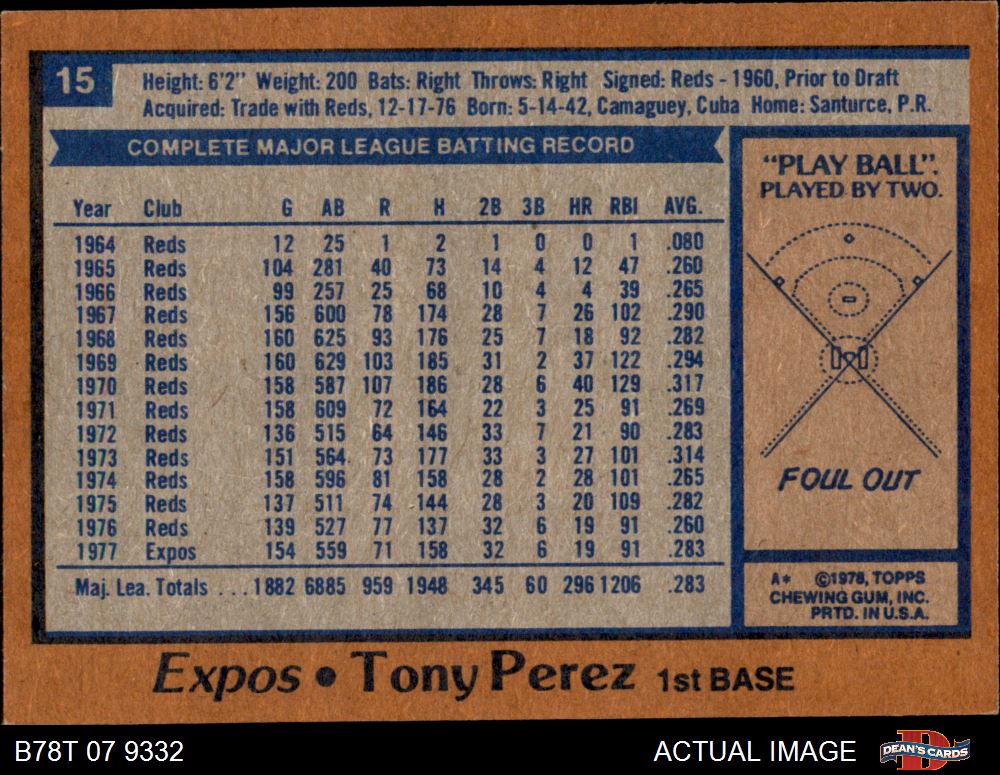 15
Height: 6'2" Weight: 200 Bats: Right Throws: Right Signed: Reds - 1960, Prior to Draft
Acquired: Trade with Reds, 12-17-76 Born: 5-14-42, Camaguey, Cuba Home: Santurce, P.R.
COMPLETE MAJOR LEAGUE BATTING RECORD
Year Club G AB R H 2B 3B HR RBI AVG.
1964 Reds 12 25 1 2 1 0 0 1 .080
1965 Reds 104 281 40 73 14 4 12 47 .260
1966 Reds 99 257 25 68 10 4 4 39 .265
1967 Reds 156 600 78 174 28 7 26 102 .290
1968 Reds 160 625 93 176 25 7 18 92 .282
1969 Reds 160 629 103 185 31 2 37 122 .294
1970 Reds 158 587 107 186 28 6 40 129 .317
1971 Reds 158 609 72 164 22 3 25 91 .269
1972 Reds 136 515 64 146 33 7 21 90 .283
1973 Reds 151 564 73 177 33 3 27 101 .314
1974 Reds 158 596 81 158 28 2 28 101 .265
1975 Reds 137 511 74 144 28 3 20 109 .282
1976 Reds 139 527 77 137 32 6 19 91 .260
1977 Expos 154 559 71 158 32 6 19 91 .283
Maj. Lea. Totals ...1882 6885 959 1948 345 60 296 1206 .283
"PLAY BALL".
PLAYED BY TWO.
FOUL OUT
A* ©1978, TOPPS
CHEWING GUM, INC.
PRTD. IN U.S.A.
Expos • Tony Perez 1st BASE
B78T 07 9332
ACTUAL IMAGE
DEAN'S CARDS